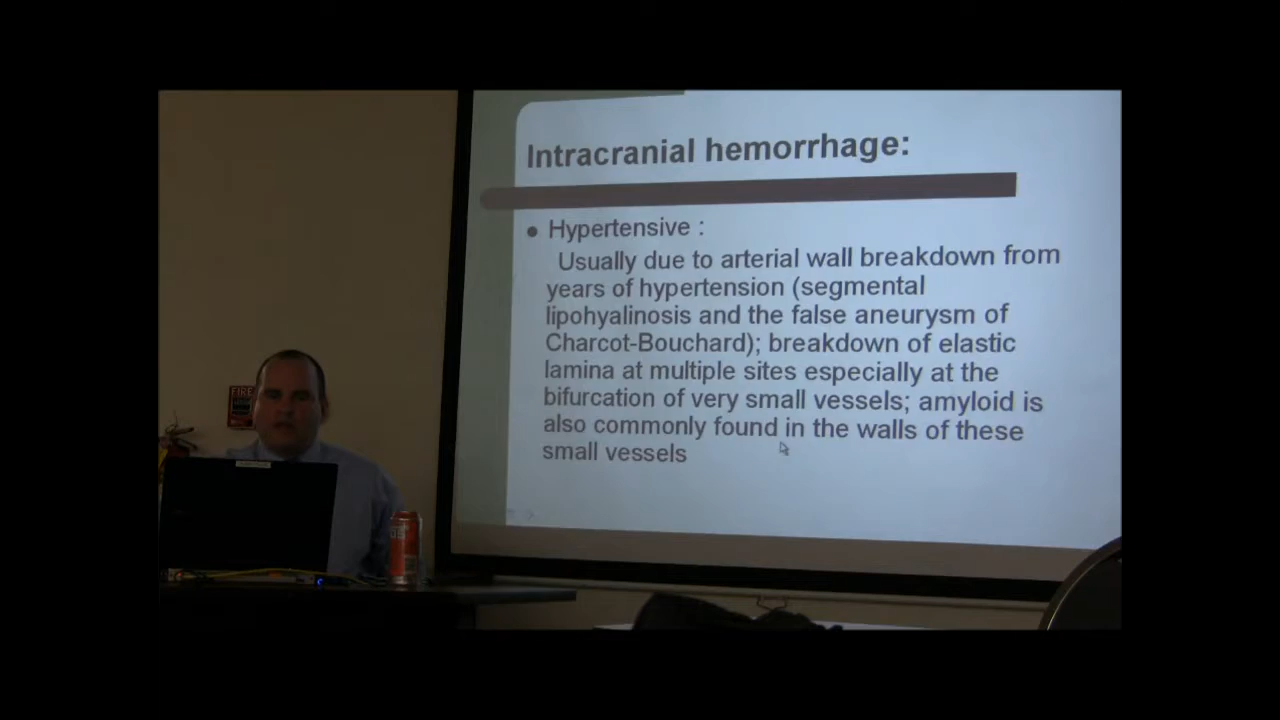 Intracranial hemorrhage:
Hypertensive :
Usually due to arterial wall breakdown from
years of hypertension (segmental
lipohyalinosis and the false aneurysm of
Charcot-Bouchard); breakdown of elastic
lamina at multiple sites especially at the
bifurcation of very small vessels; amyloid is
also commonly found in the walls of these
small vessels
FIRE